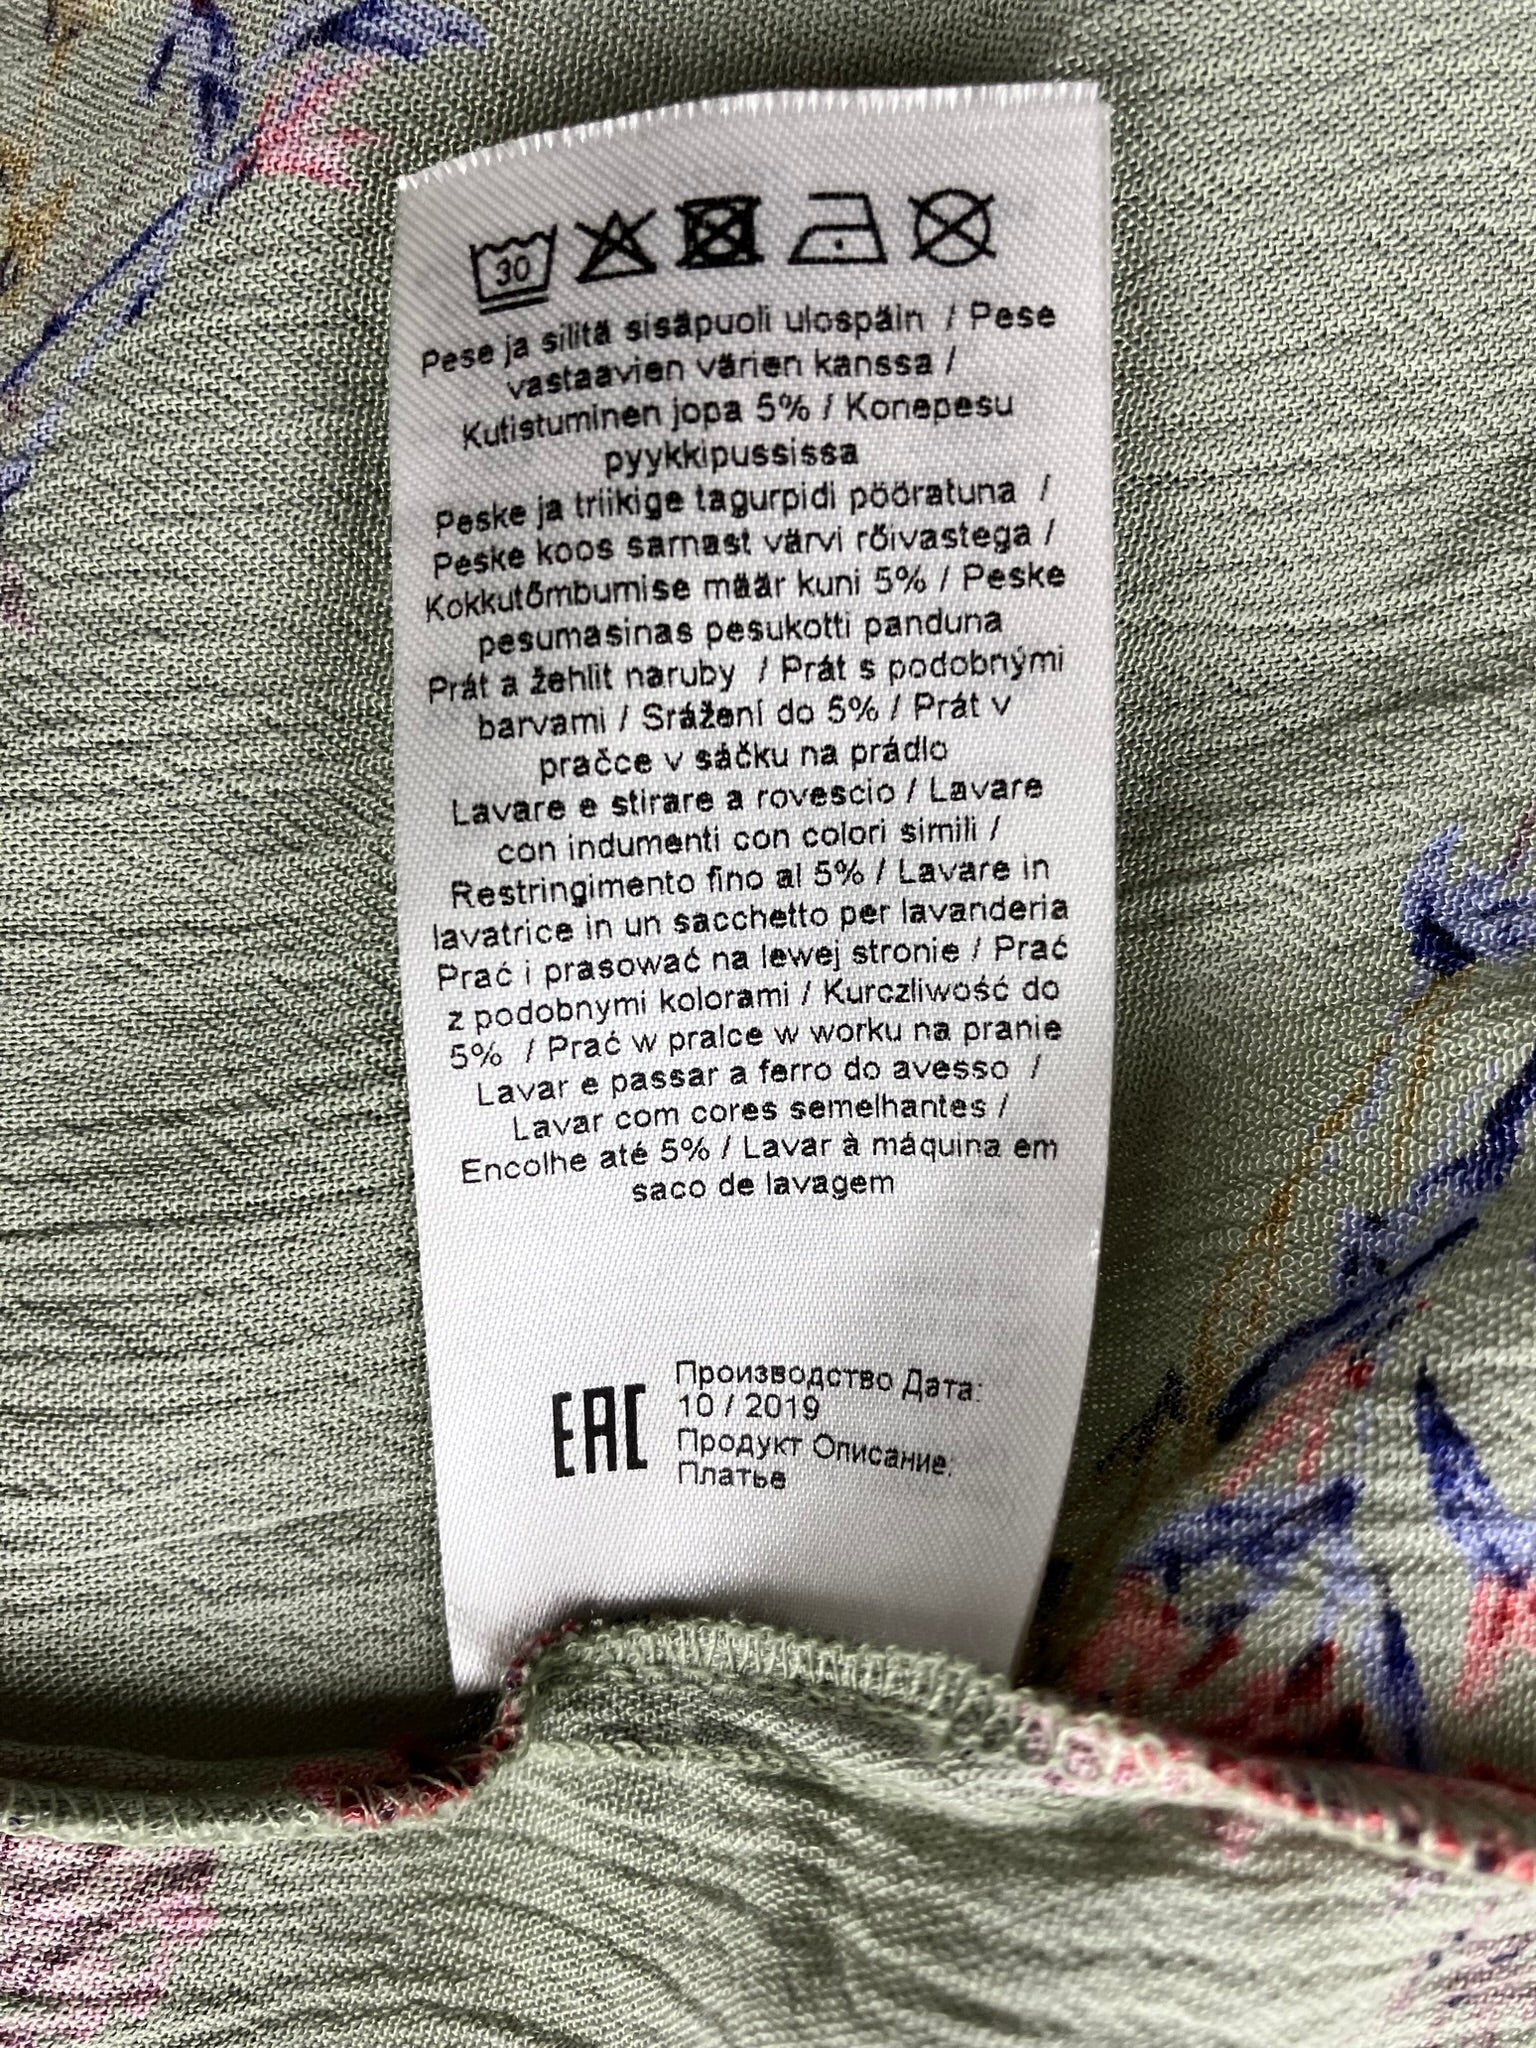 30
Pese ja silitä sisäpuoli ulospäin / Pese
vastaavien värien kanssa /
Kutistuminen jopa 5% / Konepesu
pyykkipussissa
Peske ja triikige tagurpidi pööratuna /
Peske koos sarnast värvi rõivastega /
Kokkutõmbumise määr kuni 5% / Peske
pesumasinas pesukotti panduna
Prát a žehlit naruby / Prát s podobnými
barvami / Srážení do 5% / Prát v
pračce v sáčku na prádlo
Lavare e stirare a rovescio / Lavare
con indumenti con colori simili /
Restringimento fino al 5% / Lavare in
lavatrice in un sacchetto per lavanderia
Prać i prasować na lewej stronie / Prać
z podobnymi kolorami / Kurczliwość do
5% / Prać w pralce w worku na pranie
Lavar e passar a ferro do avesso /
Lavar com cores semelhantes /
Encolhe até 5% / Lavar à máquina em
saco de lavagem
EAC
Производство Дата:
10 / 2019
Продукт Описание:
Платье